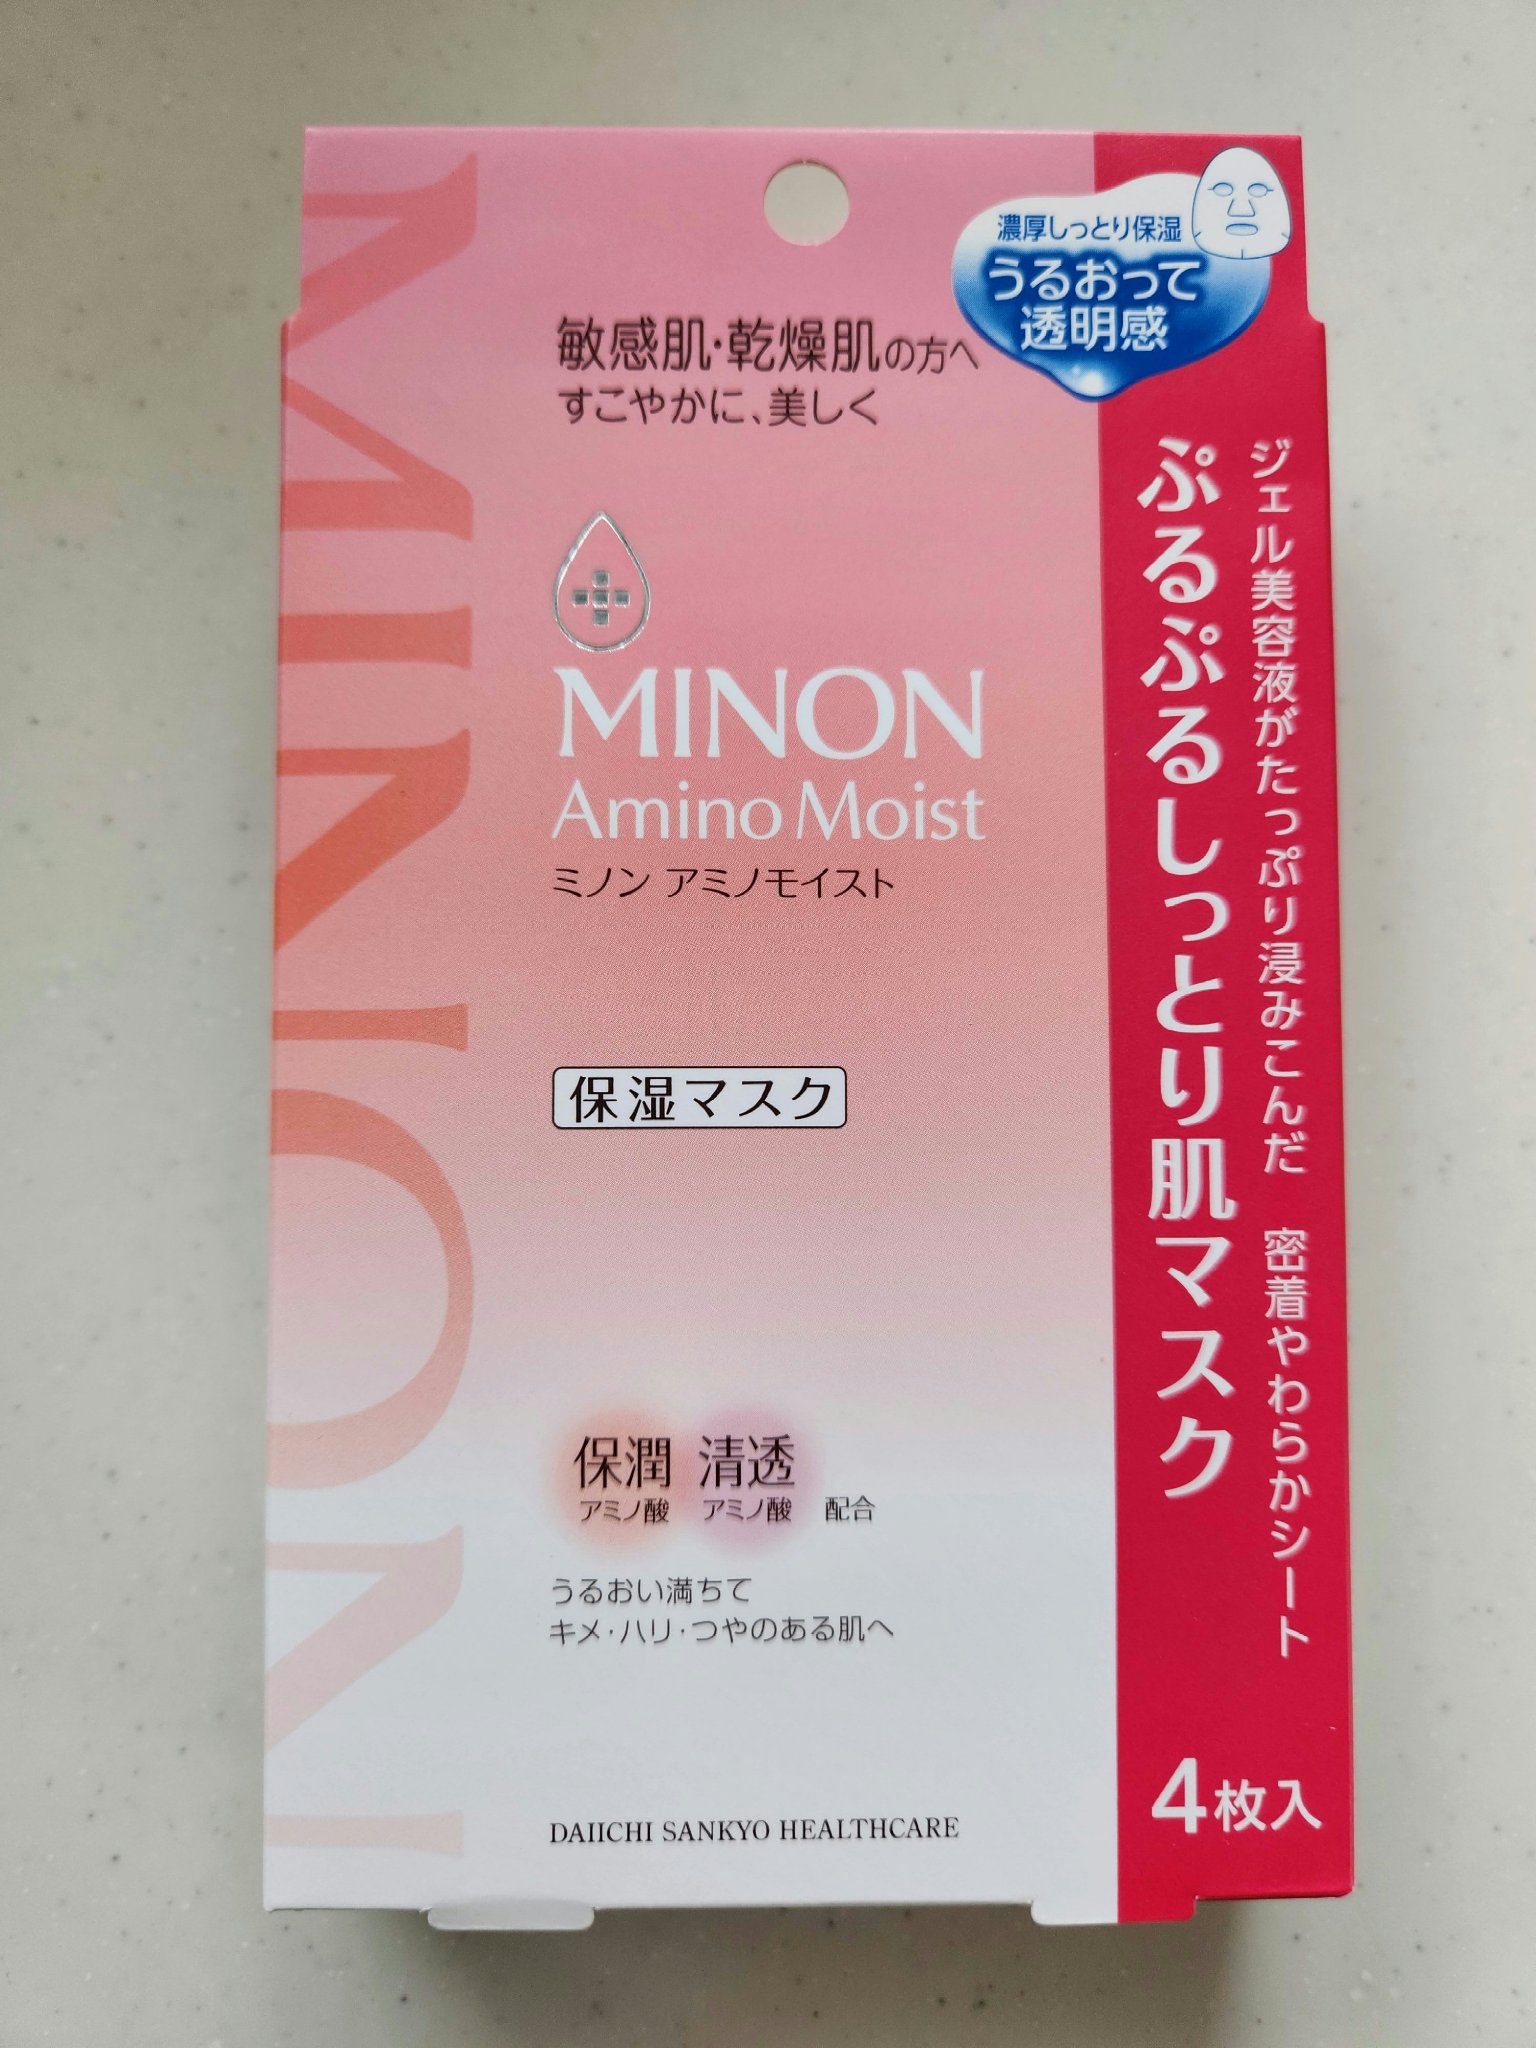 濃厚しっとり保湿
うるおって
透明感
敏感肌・乾燥肌の方へ
すこやかに、美しく
MINON
MINON
Amino Moist
ミノン アミノモイスト
保湿マスク
保潤 清透
アミノ酸 アミノ酸 配合
うるおい満ちて
キメ・ハリ・つやのある肌へ
DAIICHI SANKYO HEALTHCARE
ジェル美容液がたっぷり浸みこんだ 密着やわらかシート
ぷるぷるしっとり肌マスク
4枚入